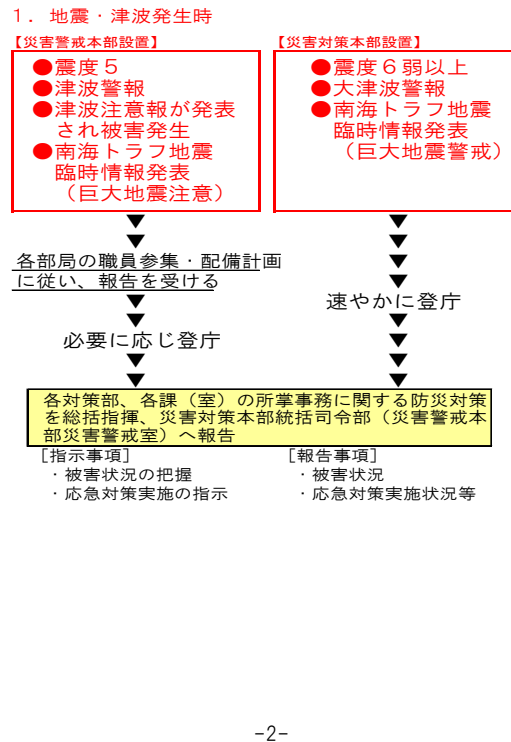 1．地震・津波発生時
【災害警戒本部設置】
●震度５
●津波警報
●津波注意報が発表
され被害発生
●南海トラフ地震
臨時情報発表
（巨大地震注意）
▼
▼
各部局の職員参集・配備計画
に従い、報告を受ける
▼
▼
必要に応じ登庁
▼
▼
【災害対策本部設置】
●震度６弱以上
●大津波警報
●南海トラフ地震
臨時情報発表
（巨大地震警戒）
▼
▼
▼
▼
速やかに登庁
▼
▼
▼
▼
各対策部、各課（室）の所掌事務に関する防災対策
を総括指揮、災害対策本部統括司令部（災害警戒本
部災害警戒室）へ報告
［指示事項］
・被害状況の把握
・応急対策実施の指示
［報告事項］
・被害状況
・応急対策実施状況等
-2-